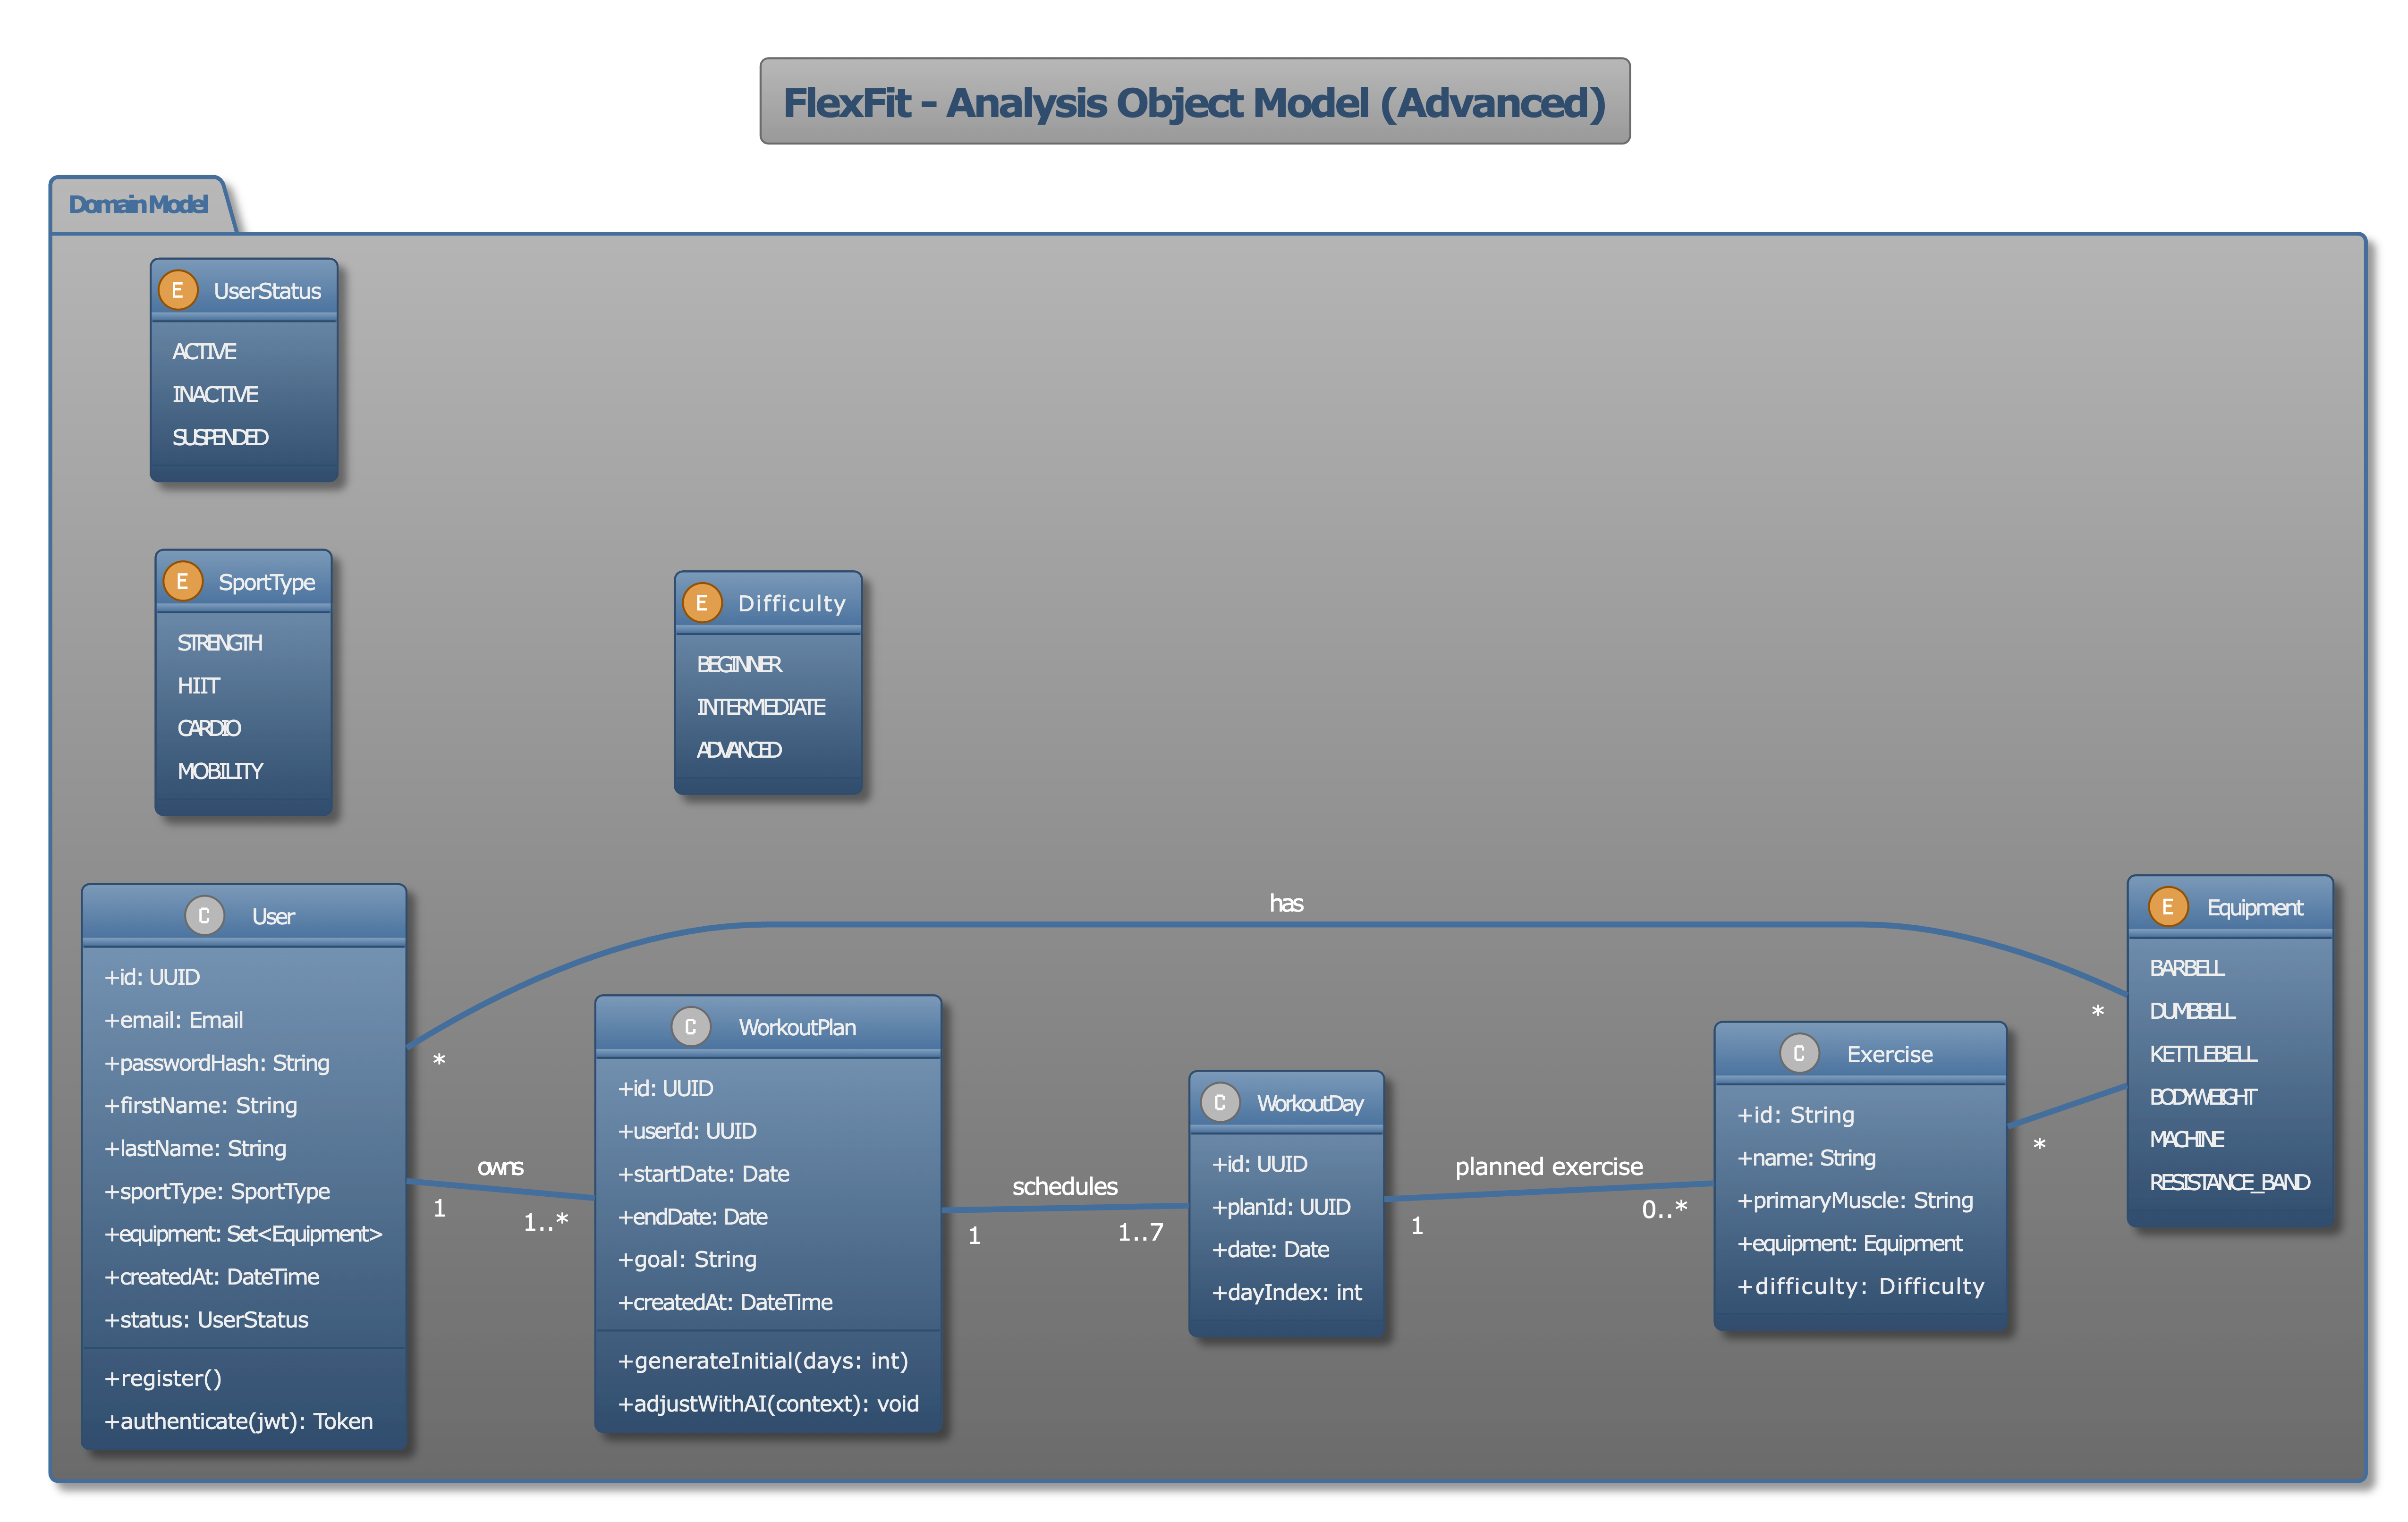 FlexFit - Analysis Object Model (Advanced)
Domain Model
E UserStatus
ACTIVE
INACTIVE
SUSPENDED
E SportType
STRENGTH
HIIT
CARDIO
MOBILITY
E Difficulty
BEGINNER
INTERMEDIATE
ADVANCED
C User
+id: UUID
+email: Email
+passwordHash: String
+firstName: String
+lastName: String
+sportType: SportType
+equipment: Set<Equipment>
+createdAt: DateTime
+status: UserStatus
+register()
+authenticate(jwt): Token
has
*
*
owns
1
1..*
C WorkoutPlan
+id: UUID
+userId: UUID
+startDate: Date
+endDate: Date
+goal: String
+createdAt: DateTime
+generateInitial(days: int)
+adjustWithAI(context): void
schedules
1
1..7
C WorkoutDay
+id: UUID
+planId: UUID
+date: Date
+dayIndex: int
planned exercise
1
0..*
C Exercise
+id: String
+name: String
+primaryMuscle: String
+equipment: Equipment
+difficulty: Difficulty
*
E Equipment
BARBELL
DUMBBELL
KETTLEBELL
BODYWEIGHT
MACHINE
RESISTANCE_BAND